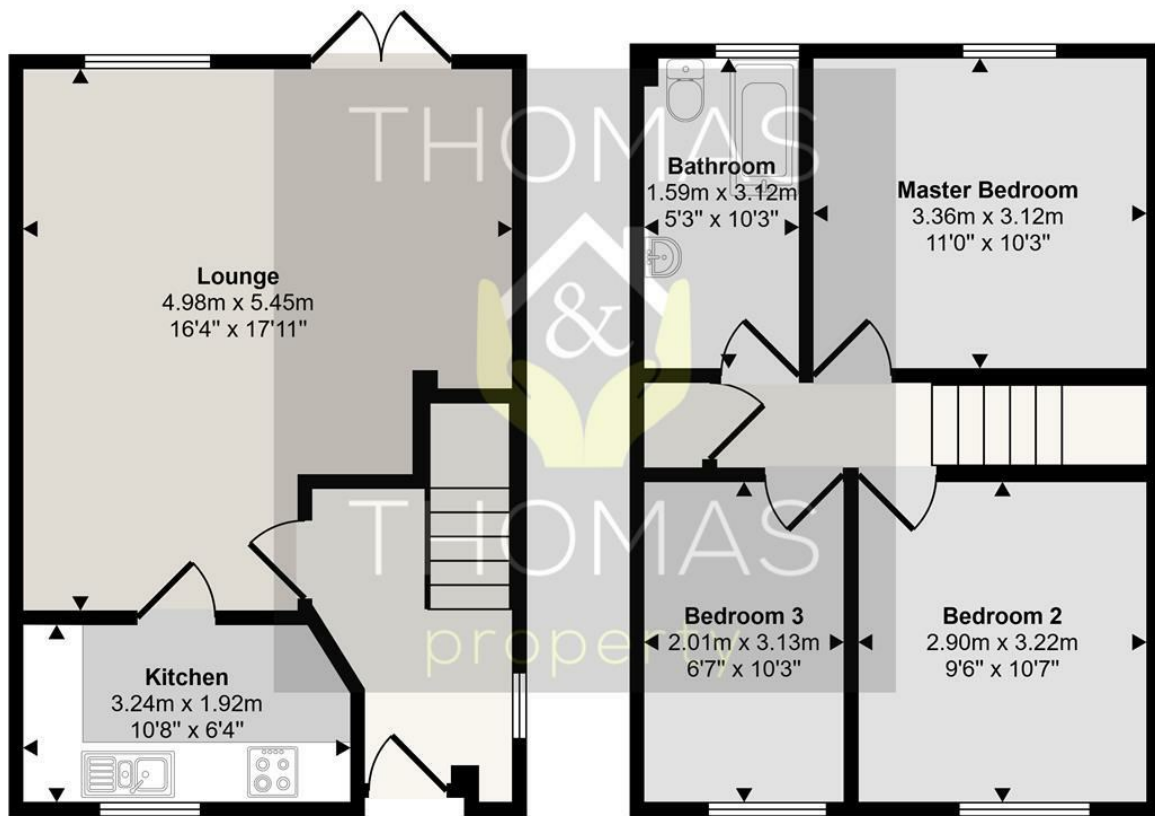 THOMAS
&
THOMAS
property
Lounge
4.98m x 5.45m
16'4" x 17'11"
Kitchen
3.24m x 1.92m
10'8" x 6'4"
Bathroom
1.59m x 3.12m
5'3" x 10'3"
Master Bedroom
3.36m x 3.12m
11'0" x 10'3"
Bedroom 3
2.01m x 3.13m
6'7" x 10'3"
Bedroom 2
2.90m x 3.22m
9'6" x 10'7"